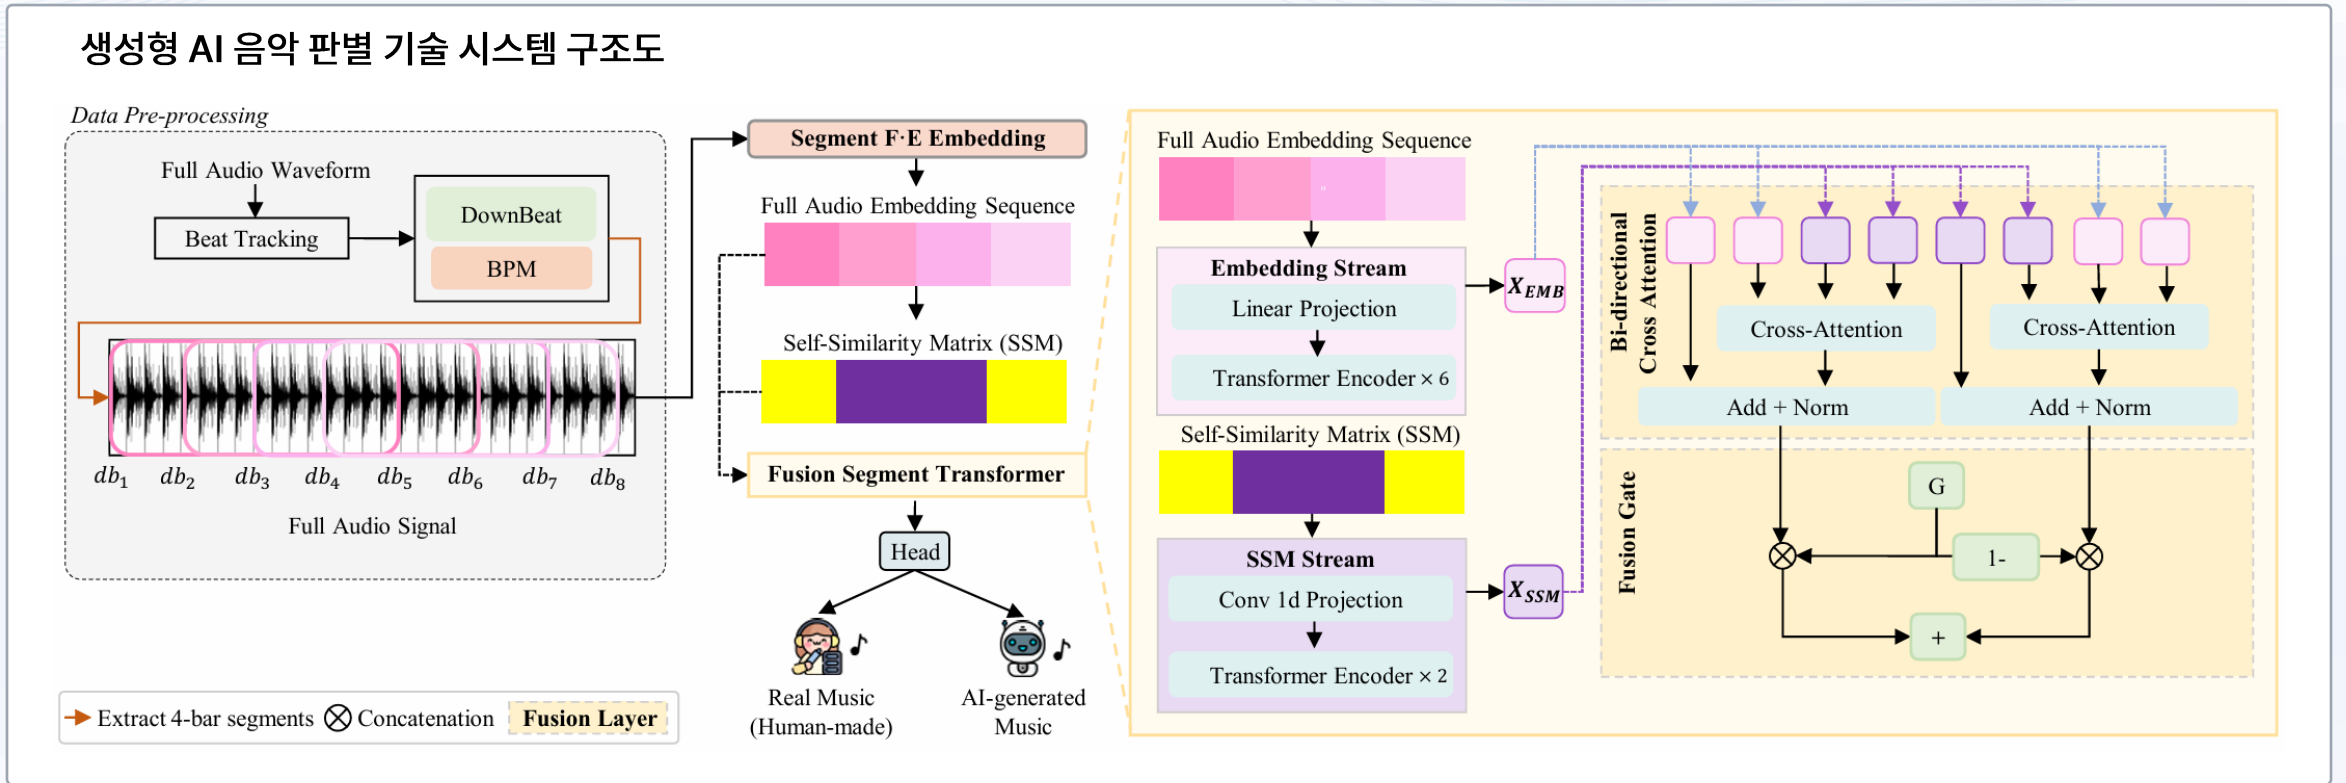 생성형 AI 음악 판별 기술 시스템 구조도
Data Pre-processing
Full Audio Waveform
Beat Tracking
DownBeat
BPM
db1 db2 db3 db4 db5 db6 db7 db8
Full Audio Signal
Extract 4-bar segments
Concatenation
Fusion Layer
Segment F·E Embedding
Full Audio Embedding Sequence
Self-Similarity Matrix (SSM)
Fusion Segment Transformer
Head
Real Music
(Human-made)
AI-generated
Music
Full Audio Embedding Sequence
Embedding Stream
Linear Projection
Transformer Encoder × 6
XEMB
Self-Similarity Matrix (SSM)
SSM Stream
Conv 1d Projection
Transformer Encoder × 2
XSSM
Bi-directional
Cross Attention
Cross-Attention
Cross-Attention
Add + Norm
Add + Norm
Fusion Gate
G
1-
+